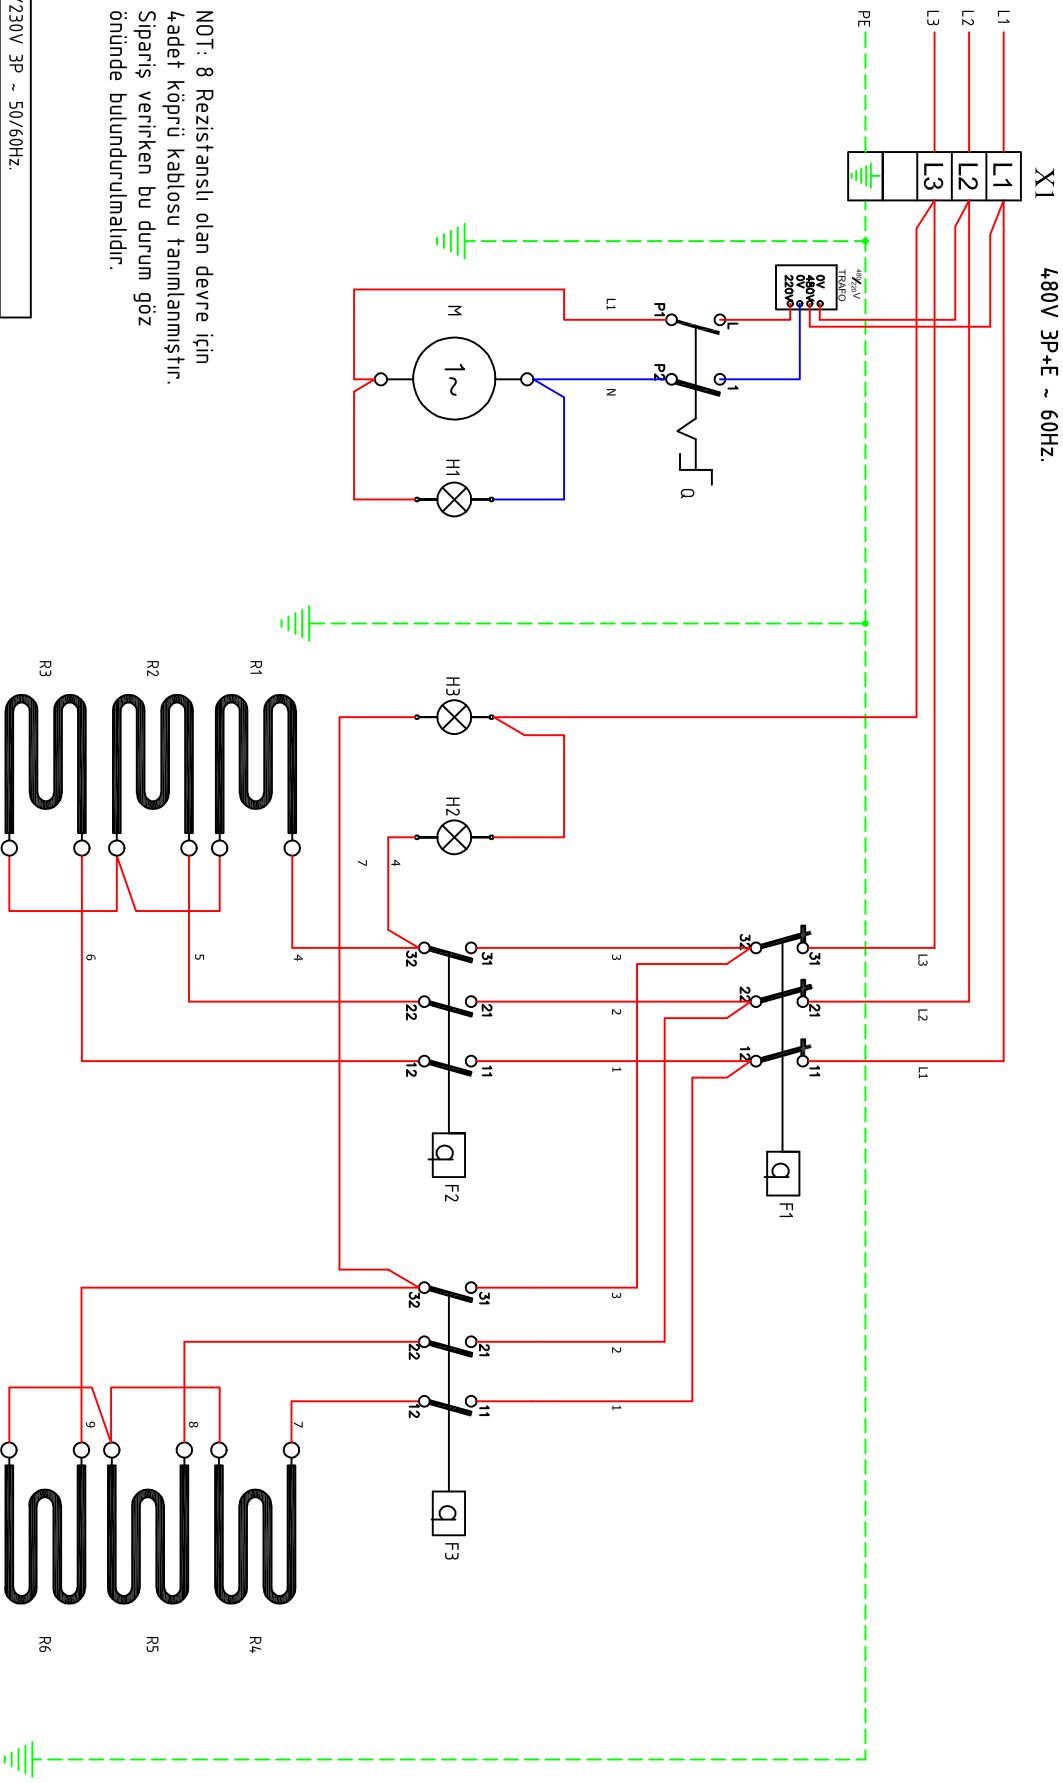 X1
480V 3P+E ~ 60Hz.
L1
L2
L3
PE
L1
L2
L3
480/220V
TRAFO
0V
480V
0V
220V
L
1
P1
P2
Q
L1
N
M
1~
H1
H3
H2
7
4
L3
L2
L1
31
21
11
32
22
12
F1
3
2
1
31
21
11
32
22
12
F2
3
2
1
31
21
11
32
22
12
F3
4
5
6
R1
R2
R3
7
8
9
R4
R5
R6
NOT: 8 Rezistanslı olan devre için
4adet köprü kablosu tanımlanmıştır.
Sipariş verirken bu durum göz
önünde bulundurulmalıdır.
/230V 3P ~ 50/60Hz.